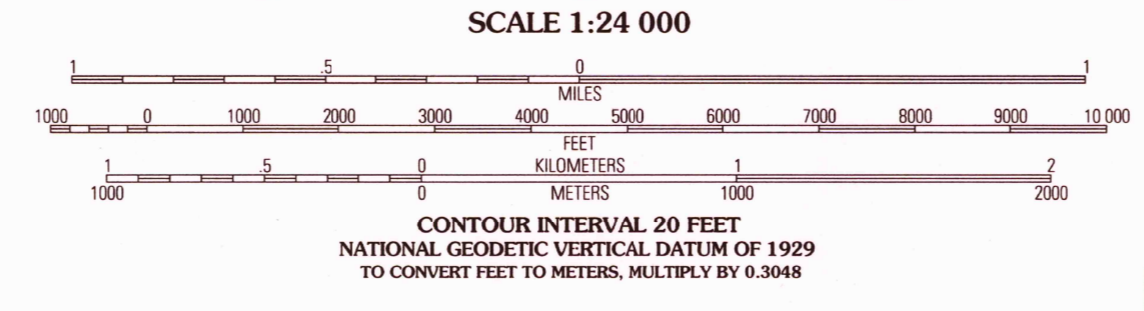 SCALE 1:24 000
1 .5 0 1
MILES
1000 0 1000 2000 3000 4000 5000 6000 7000 8000 9000 10 000
FEET
1 .5 0 KILOMETERS 1 2
1000 0 METERS 1000 2000
CONTOUR INTERVAL 20 FEET
NATIONAL GEODETIC VERTICAL DATUM OF 1929
TO CONVERT FEET TO METERS, MULTIPLY BY 0.3048